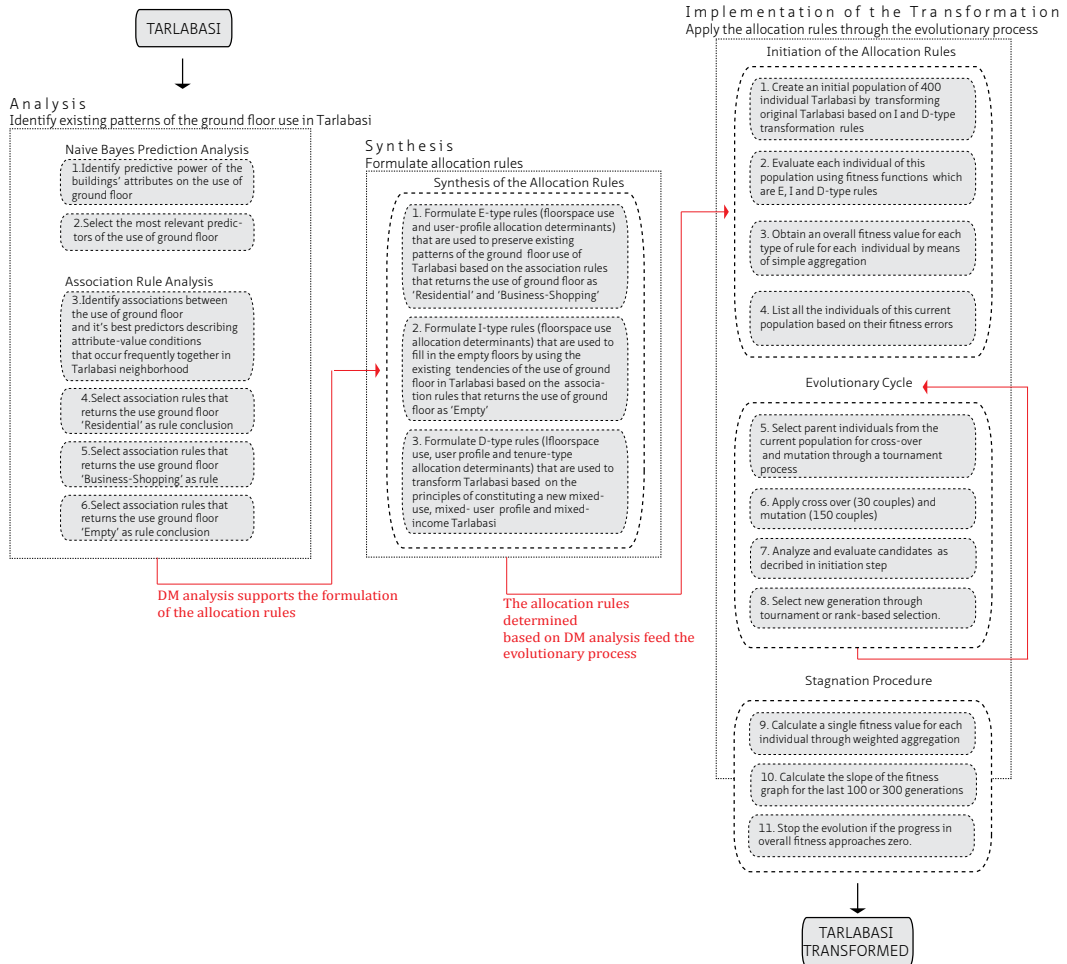 TARLABASI
Analysis
Identify existing patterns of the ground floor use in Tarlabasi
Naive Bayes Prediction Analysis
1.Identify predictive power of the
buildings' attributes on the use of
ground floor
2.Select the most relevant predic-
tors of the use of ground floor
Association Rule Analysis
3.Identify associations between
the use of ground floor
and it's best predictors describing
attribute-value conditions
that occur frequently together in
Tarlabasi neighborhood
4.Select association rules that
returns the use ground floor
'Residential' as rule conclusion
5.Select association rules that
returns the use ground floor
'Business-Shopping' as rule
6.Select association rules that
returns the use ground floor
'Empty' as rule conclusion
DM analysis supports the formulation
of the allocation rules
Synthesis
Formulate allocation rules
Synthesis of the Allocation Rules
1. Formulate E-type rules (floorspace use
and user-profile allocation determinants)
that are used to preserve existing
patterns of the ground floor use of
Tarlabasi based on the association rules
that returns the use of ground floor as
'Residential' and 'Business-Shopping'
2. Formulate I-type rules (floorspace use
allocation determinants) that are used to
fill in the empty floors by using the
existing tendencies of the use of ground
floor in Tarlabasi based on the associa-
tion rules that returns the use of ground
floor as 'Empty'
3. Formulate D-type rules (lfloorspace
use, user profile and tenure-type
allocation determinants) that are used to
transform Tarlabasi based on the
principles of constituting a new mixed-
use, mixed- user profile and mixed-
income Tarlabasi
The allocation rules
determined
based on DM analysis feed the
evolutionary process
Implementation of the Transformation
Apply the allocation rules through the evolutionary process
Initiation of the Allocation Rules
1. Create an initial population of 400
individual Tarlabasi by transforming
original Tarlabasi based on I and D-type
transformation rules
2. Evaluate each individual of this
population using fitness functions which
are E, I and D-type rules
3. Obtain an overall fitness value for each
type of rule for each individual by means
of simple aggregation
4. List all the individuals of this current
population based on their fitness errors
Evolutionary Cycle
5. Select parent individuals from the
current population for cross-over
and mutation through a tournament
process
6. Apply cross over (30 couples) and
mutation (150 couples)
7. Analyze and evaluate candidates as
decribed in initiation step
8. Select new generation through
tournament or rank-based selection.
Stagnation Procedure
9. Calculate a single fitness value for each
individual through weighted aggregation
10. Calculate the slope of the fitness
graph for the last 100 or 300 generations
11. Stop the evolution if the progress in
overall fitness approaches zero.
TARLABASI
TRANSFORMED